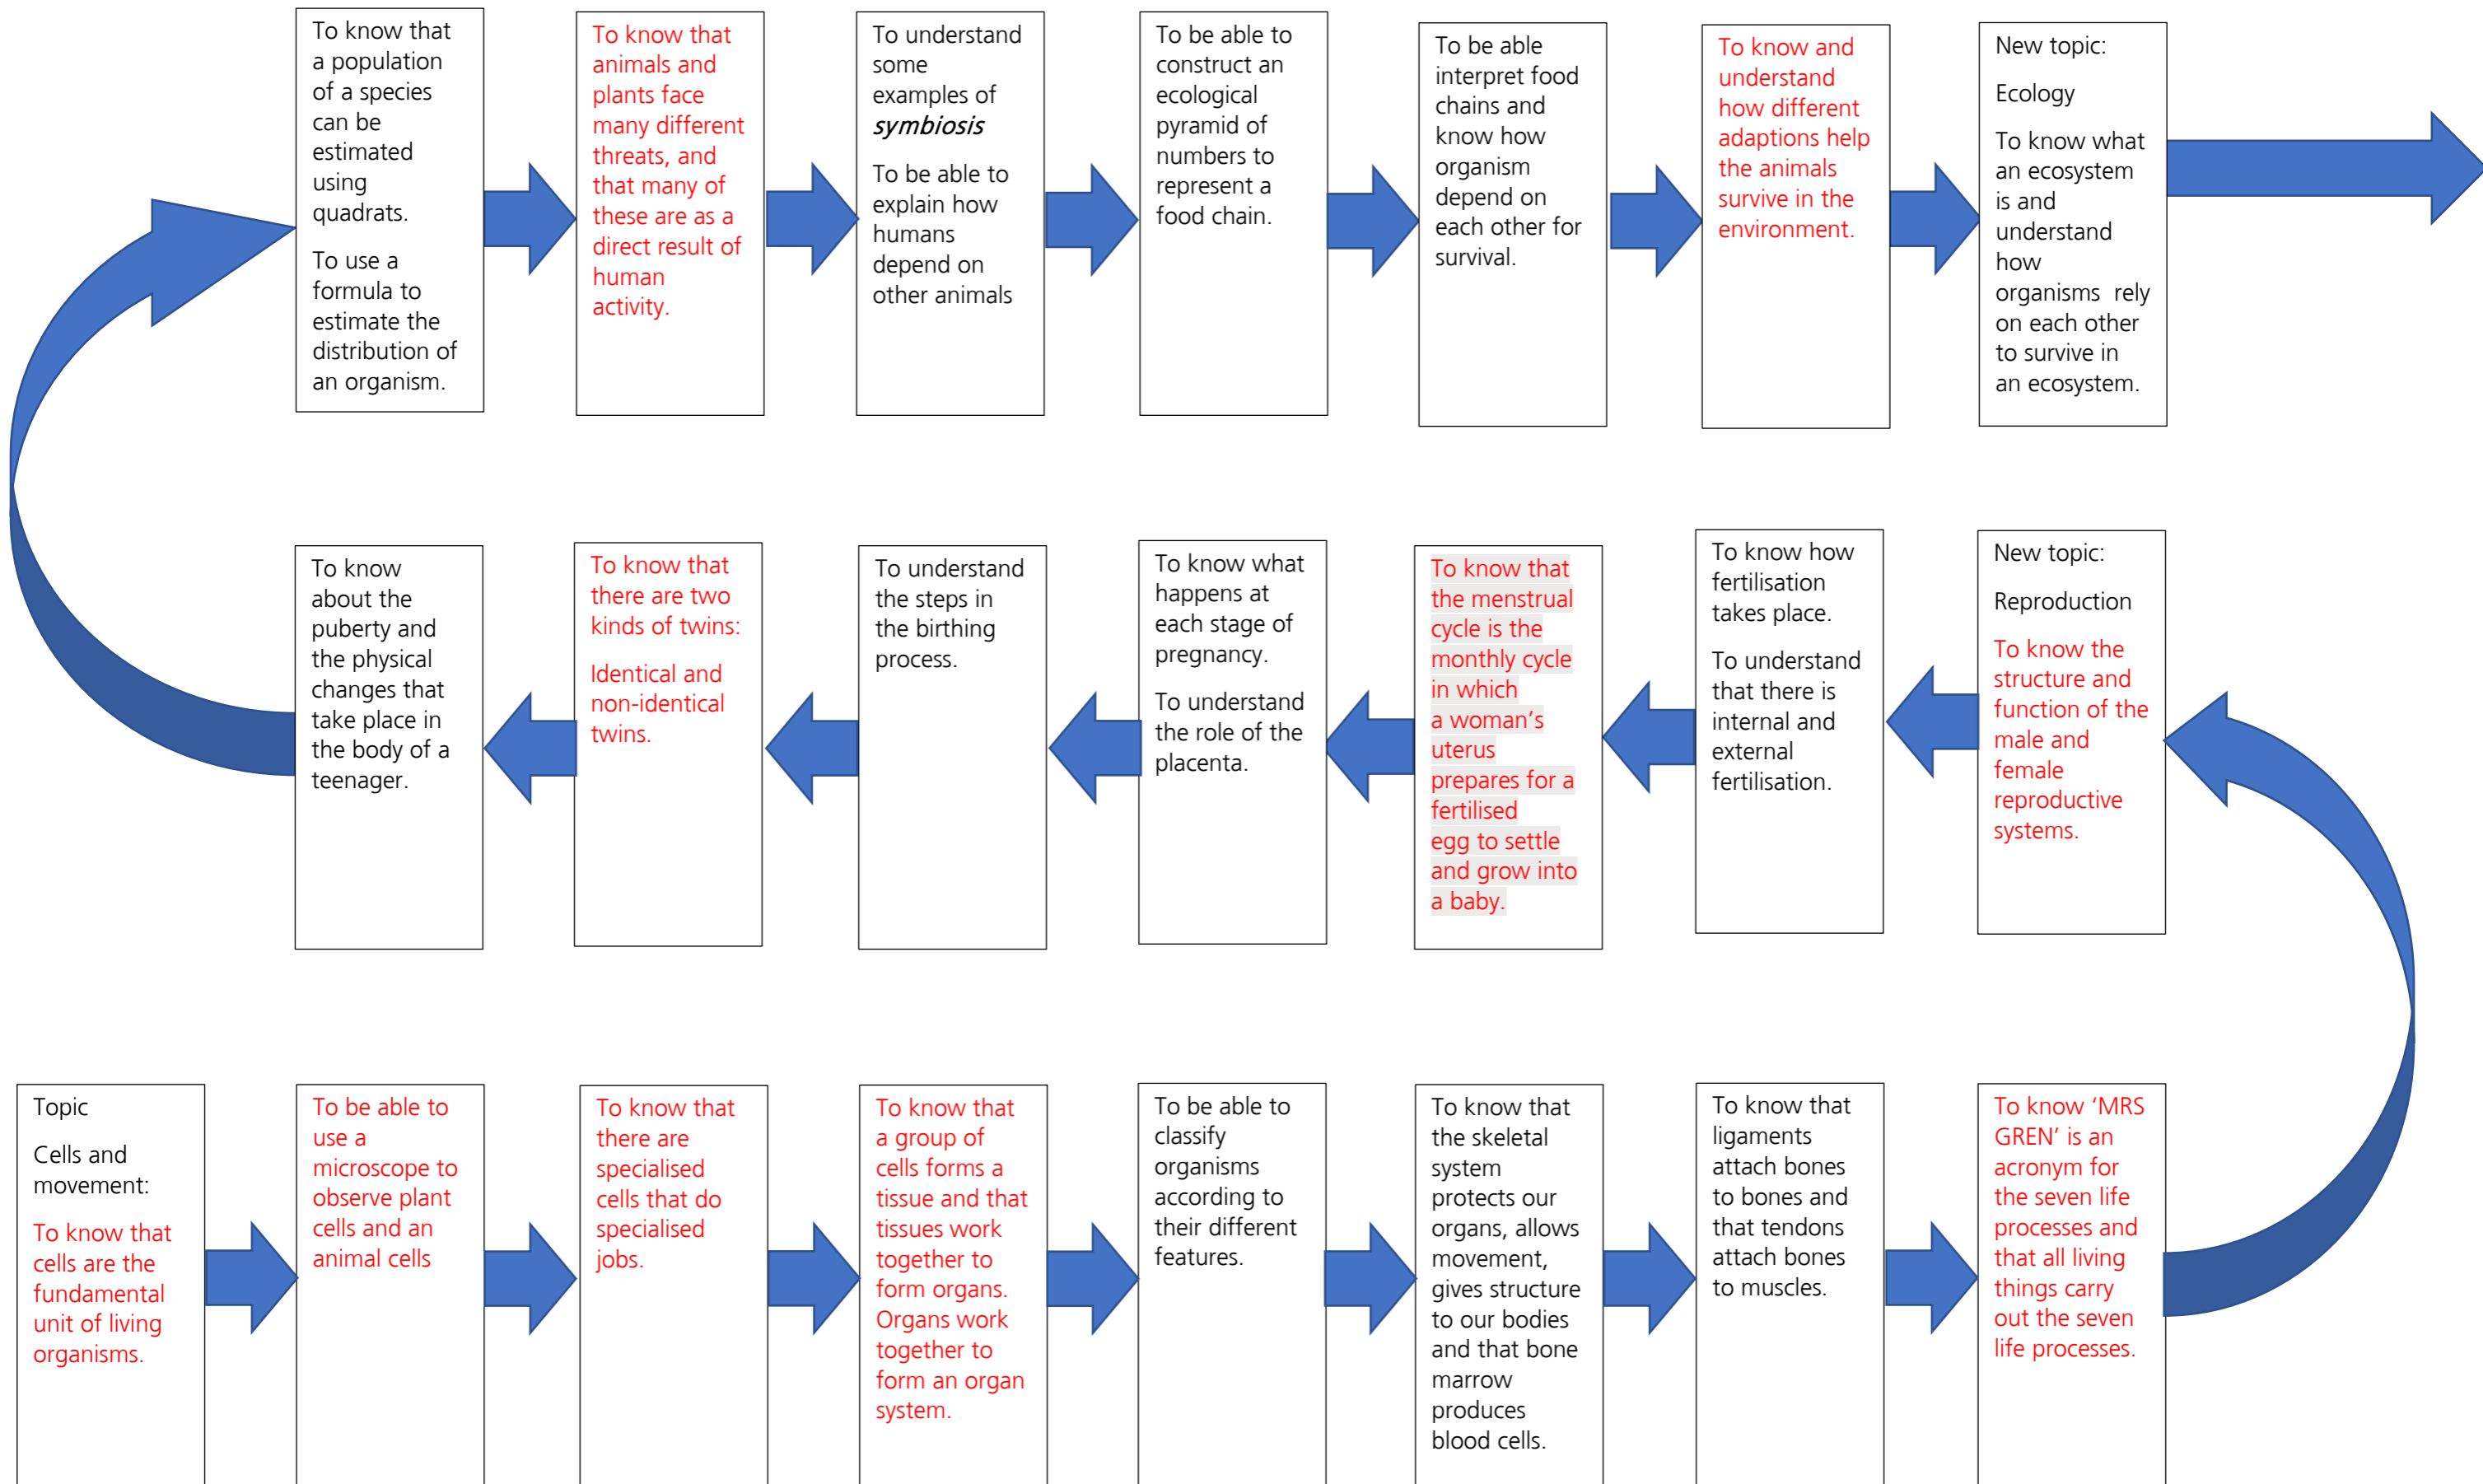 To know that
a population
of a species
can be
estimated
using
quadrats.
To use a
formula to
estimate the
distribution of
an organism.
To know that
animals and
plants face
many different
threats, and
that many of
these are as a
direct result of
human
activity.
To understand
some
examples of
symbiosis
To be able to
explain how
humans
depend on
other animals
To be able to
construct an
ecological
pyramid of
numbers to
represent a
food chain.
To be able
interpret food
chains and
know how
organism
depend on
each other for
survival.
To know and
understand
how different
adaptions help
the animals
survive in the
environment.
New topic:
Ecology
To know what
an ecosystem
is and
understand
how
organisms rely
on each other
to survive in
an ecosystem.
To know
about the
puberty and
the physical
changes that
take place in
the body of a
teenager.
To know that
there are two
kinds of twins:
Identical and
non-identical
twins.
To understand
the steps in
the birthing
process.
To know what
happens at
each stage of
pregnancy.
To understand
the role of the
placenta.
To know that
the menstrual
cycle is the
monthly cycle
in which
a woman’s
uterus
prepares for a
fertilised
egg to settle
and grow into
a baby.
To know how
fertilisation
takes place.
To understand
that there is
internal and
external
fertilisation.
New topic:
Reproduction
To know the
structure and
function of the
male and
female
reproductive
systems.
Topic
Cells and
movement:
To know that
cells are the
fundamental
unit of living
organisms.
To be able to
use a
microscope to
observe plant
cells and an
animal cells
To know that
there are
specialised
cells that do
specialised
jobs.
To know that
a group of
cells forms a
tissue and that
tissues work
together to
form organs.
Organs work
together to
form an organ
system.
To be able to
classify
organisms
according to
their different
features.
To know that
the skeletal
system
protects our
organs, allows
movement,
gives structure
to our bodies
and that bone
marrow
produces
blood cells.
To know that
ligaments
attach bones
to bones and
that tendons
attach bones
to muscles.
To know ‘MRS
GREN’ is an
acronym for
the seven life
processes and
that all living
things carry
out the seven
life processes.